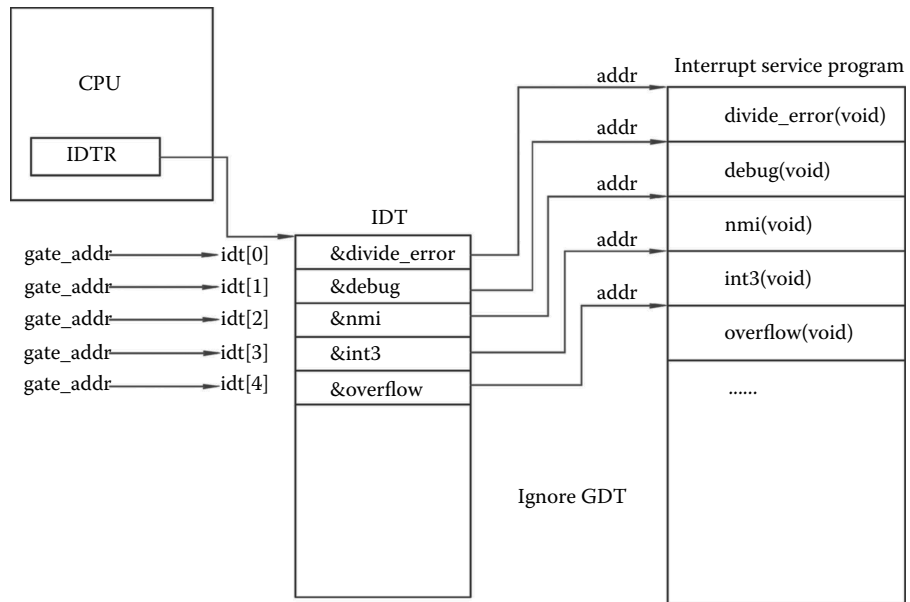 CPU
IDTR
addr
Interrupt service program
divide_error(void)
addr
debug(void)
addr
nmi(void)
addr
int3(void)
addr
overflow(void)
......
IDT
gate_addr idt[0] &divide_error
gate_addr idt[1] &debug
gate_addr idt[2] &nmi
gate_addr idt[3] &int3
gate_addr idt[4] &overflow
Ignore GDT